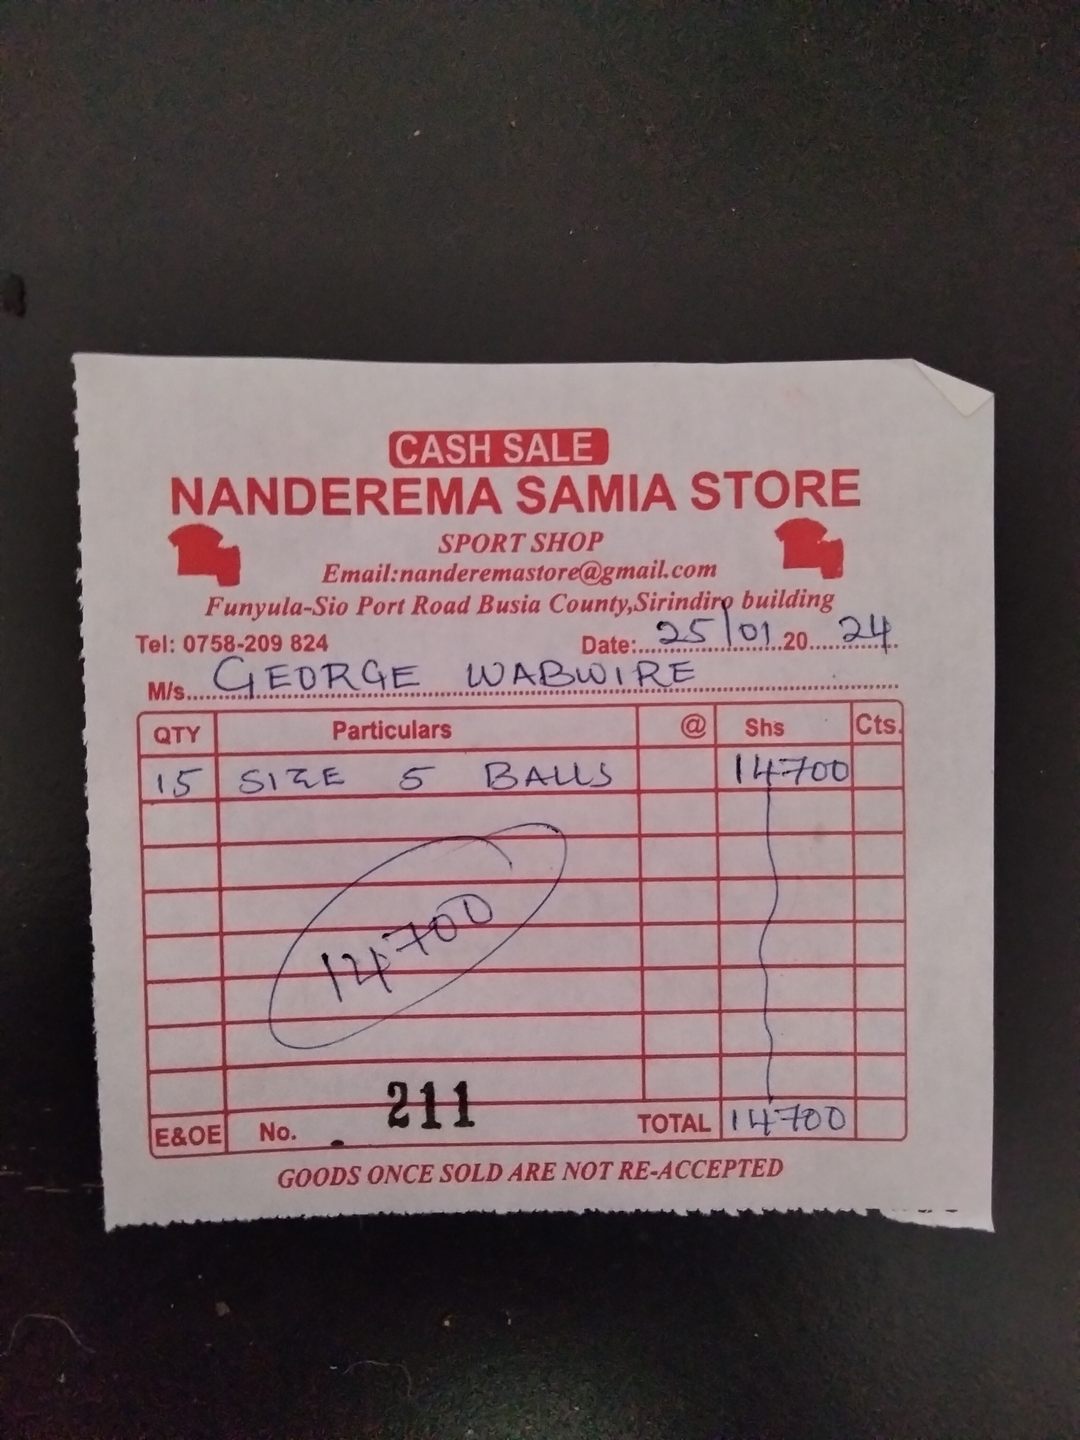 CASH SALE
NANDEREMA SAMIA STORE
SPORT SHOP
Email:nanderemastore@gmail.com
Funyula-Sio Port Road Busia County,Sirindiro building
Tel: 0758-209 824 Date:....25/01.20....24.
M/s... GEORGE WABWIRE
QTY Particulars @ Shs Cts.
15 SIZE 5 BALLS 14700
14700
E&OE No. 211 TOTAL 14700
GOODS ONCE SOLD ARE NOT RE-ACCEPTED